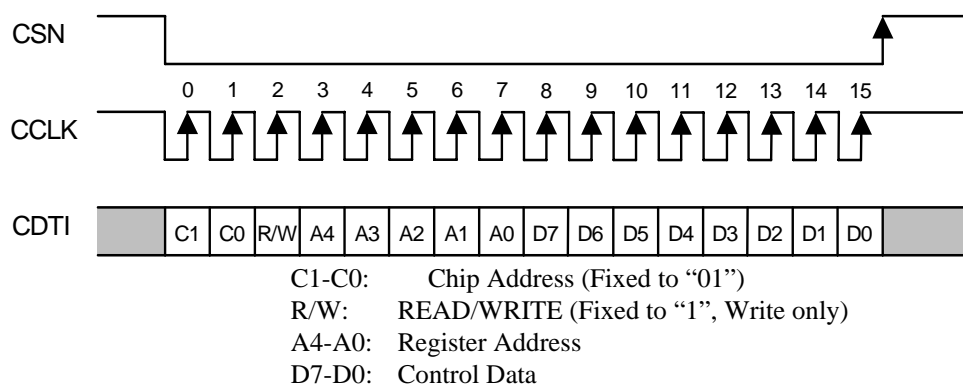 CSN
0 1 2 3 4 5 6 7 8 9 10 11 12 13 14 15
CCLK
CDTI C1 C0 R/W A4 A3 A2 A1 A0 D7 D6 D5 D4 D3 D2 D1 D0
C1-C0: Chip Address (Fixed to “01”)
R/W: READ/WRITE (Fixed to “1”, Write only)
A4-A0: Register Address
D7-D0: Control Data